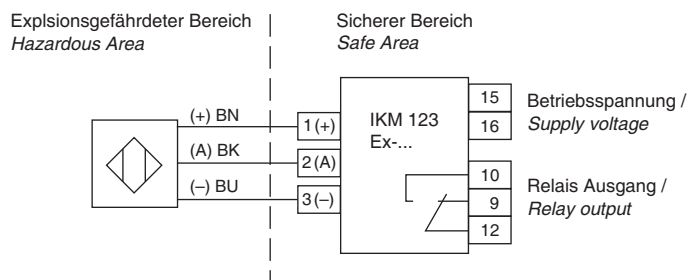 Explsionsgefährdeter Bereich
Hazardous Area
Sicherer Bereich
Safe Area
(+) BN
(A) BK
(–) BU
1 (+)
2 (A)
3 (–)
IKM 123
Ex-...
15
16
10
9
12
Betriebsspannung /
Supply voltage
Relais Ausgang /
Relay output